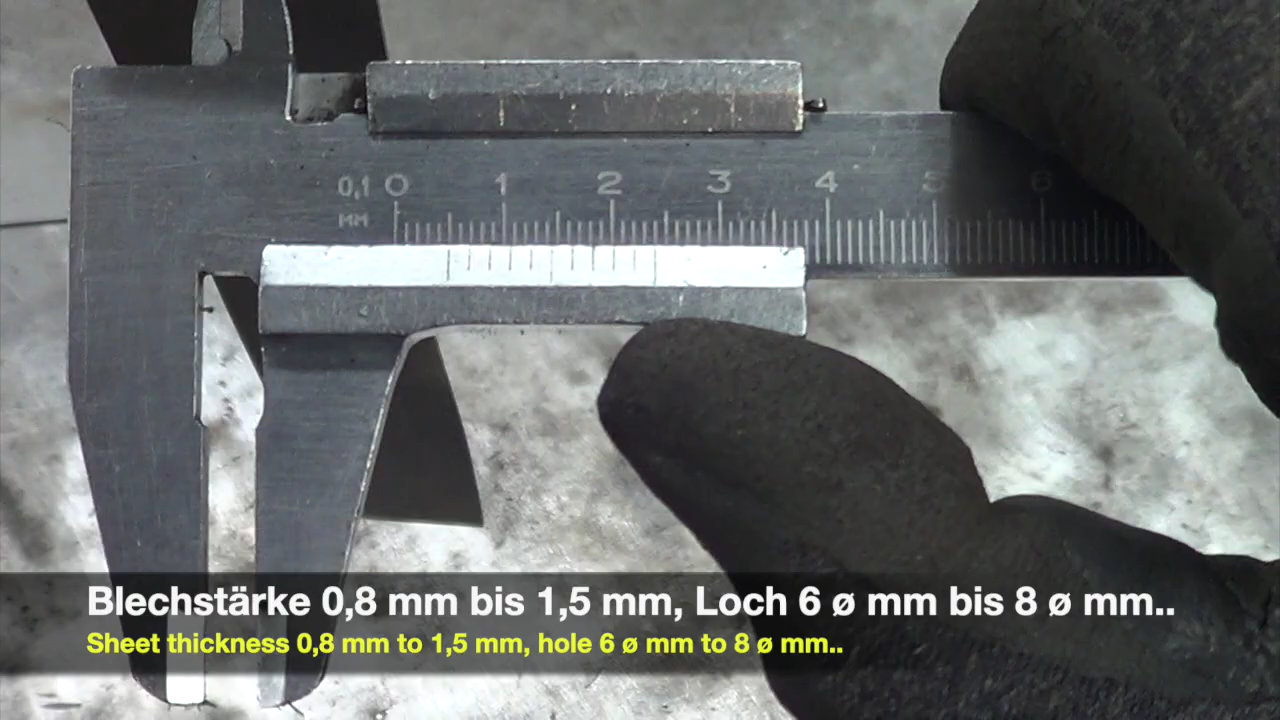 0,1 0 1 2 3 4 5 6
MM
Blechstärke 0,8 mm bis 1,5 mm, Loch 6 ø mm bis 8 ø mm..
Sheet thickness 0,8 mm to 1,5 mm, hole 6 ø mm to 8 ø mm..